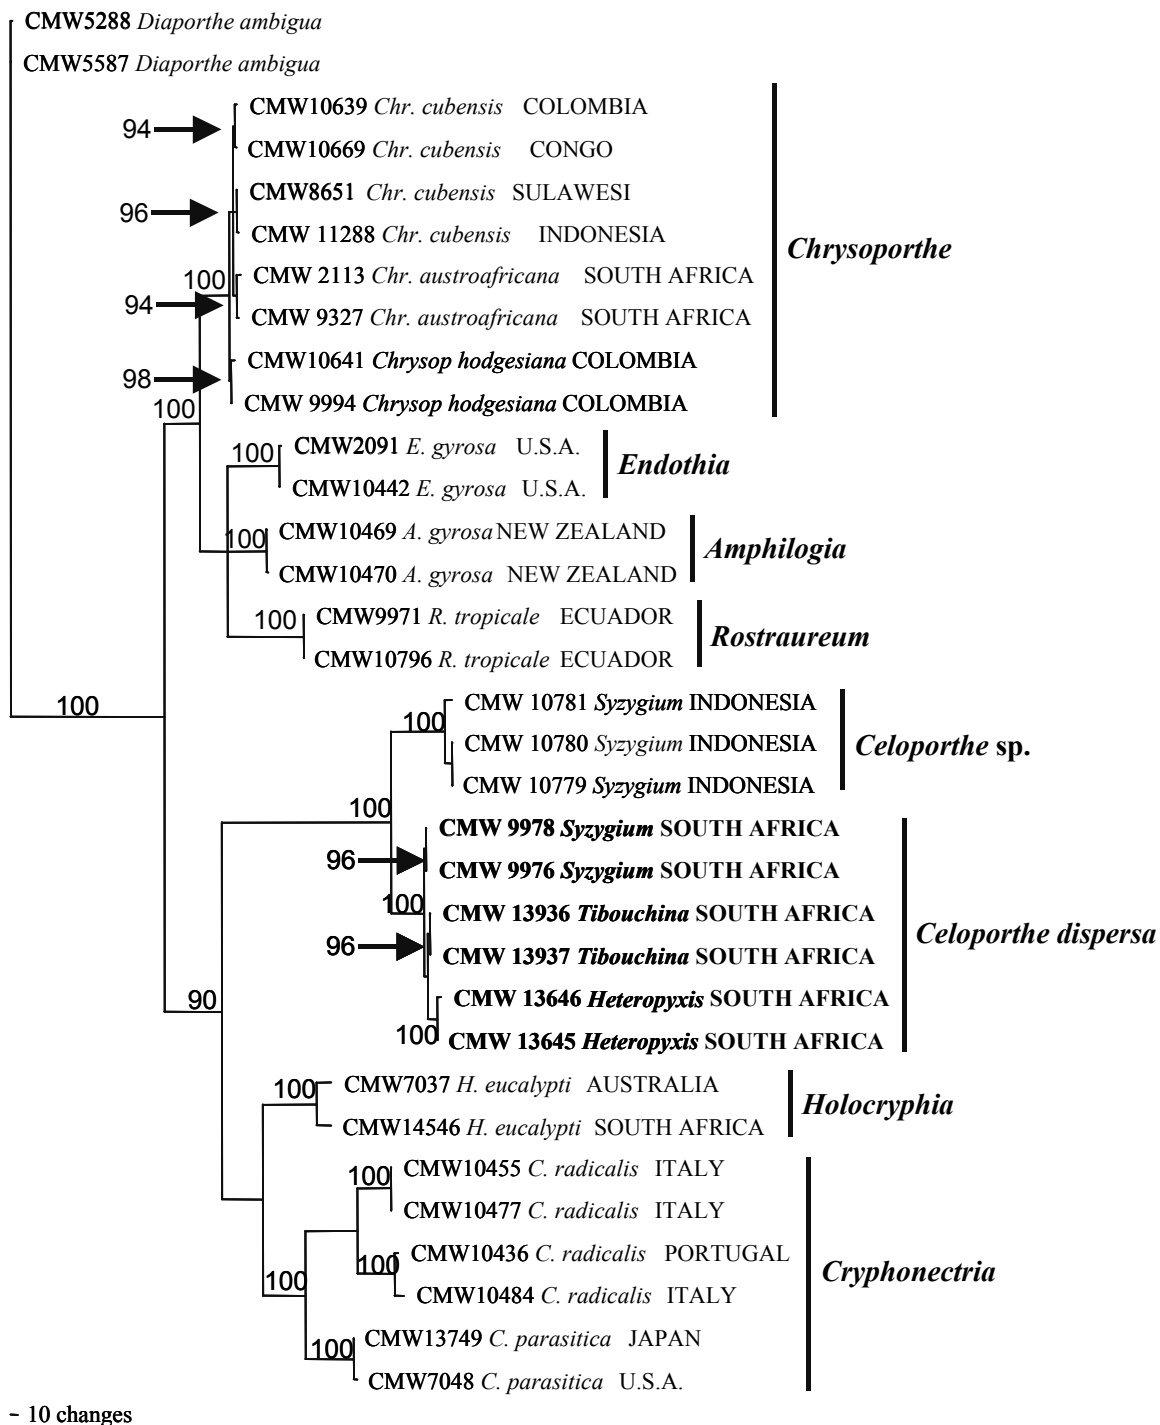 CMW5288 Diaporthe ambigua
CMW5587 Diaporthe ambigua
CMW10639 Chr. cubensis COLOMBIA
94
CMW10669 Chr. cubensis CONGO
CMW8651 Chr. cubensis SULAWESI
96
CMW 11288 Chr. cubensis INDONESIA
Chrysoporthe
CMW 2113 Chr. austroafricana SOUTH AFRICA
100
94
CMW 9327 Chr. austroafricana SOUTH AFRICA
CMW10641 Chrysop hodgesiana COLOMBIA
98
CMW 9994 Chrysop hodgesiana COLOMBIA
100
CMW2091 E. gyrosa U.S.A.
100
Endothia
CMW10442 E. gyrosa U.S.A.
CMW10469 A. gyrosa NEW ZEALAND
100
Amphilogia
CMW10470 A. gyrosa NEW ZEALAND
CMW9971 R. tropicale ECUADOR
100
Rostraureum
CMW10796 R. tropicale ECUADOR
100
CMW 10781 Syzygium INDONESIA
100
CMW 10780 Syzygium INDONESIA
Celoporthe sp.
CMW 10779 Syzygium INDONESIA
100
CMW 9978 Syzygium SOUTH AFRICA
96
CMW 9976 Syzygium SOUTH AFRICA
100
CMW 13936 Tibouchina SOUTH AFRICA
Celoporthe dispersa
96
CMW 13937 Tibouchina SOUTH AFRICA
90
CMW 13646 Heteropyxis SOUTH AFRICA
100
CMW 13645 Heteropyxis SOUTH AFRICA
CMW7037 H. eucalypti AUSTRALIA
100
Holocryphia
CMW14546 H. eucalypti SOUTH AFRICA
CMW10455 C. radicalis ITALY
100
CMW10477 C. radicalis ITALY
CMW10436 C. radicalis PORTUGAL
100
Cryphonectria
100
CMW10484 C. radicalis ITALY
CMW13749 C. parasitica JAPAN
100
CMW7048 C. parasitica U.S.A.
– 10 changes